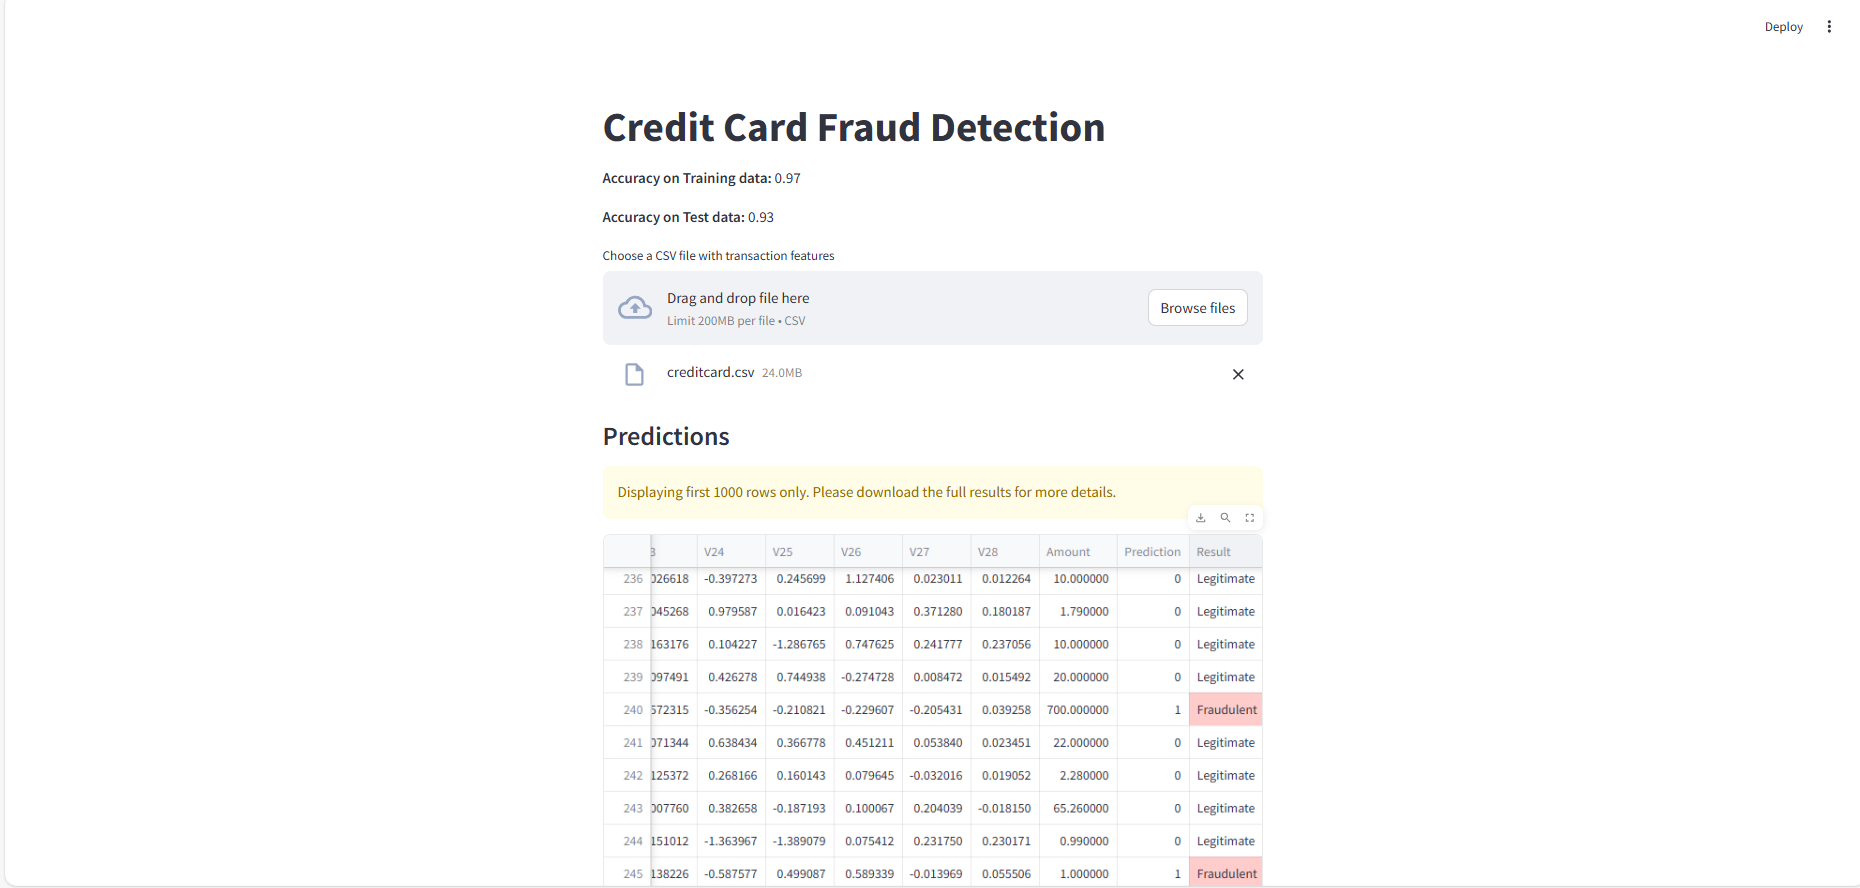 Deploy
Credit Card Fraud Detection
Accuracy on Training data: 0.97
Accuracy on Test data: 0.93
Choose a CSV file with transaction features
Drag and drop file here
Limit 200MB per file • CSV
Browse files
creditcard.csv 24.0MB
Predictions
Displaying first 1000 rows only. Please download the full results for more details.
3 V24 V25 V26 V27 V28 Amount Prediction Result
236 026618 -0.397273 0.245699 1.127406 0.023011 0.012264 10.000000 0 Legitimate
237 045268 0.979587 0.016423 0.091043 0.371280 0.180187 1.790000 0 Legitimate
238 163176 0.104227 -1.286765 0.747625 0.241777 0.237056 10.000000 0 Legitimate
239 097491 0.426278 0.744938 -0.274728 0.008472 0.015492 20.000000 0 Legitimate
240 572315 -0.356254 -0.210821 -0.229607 -0.205431 0.039258 700.000000 1 Fraudulent
241 071344 0.638434 0.366778 0.451211 0.053840 0.023451 22.000000 0 Legitimate
242 125372 0.268166 0.160143 0.079645 -0.032016 0.019052 2.280000 0 Legitimate
243 007760 0.382658 -0.187193 0.100067 0.204039 -0.018150 65.260000 0 Legitimate
244 151012 -1.363967 -1.389079 0.075412 0.231750 0.230171 0.990000 0 Legitimate
245 138226 -0.587577 0.499087 0.589339 -0.013969 0.055506 1.000000 1 Fraudulent